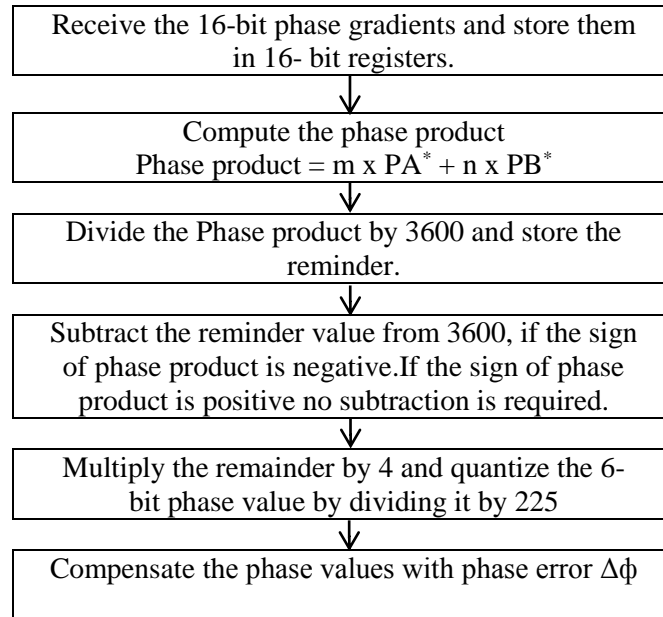 Receive the 16-bit phase gradients and store them
in 16- bit registers.
Compute the phase product
Phase product = m x PA* + n x PB*
Divide the Phase product by 3600 and store the
reminder.
Subtract the reminder value from 3600, if the sign
of phase product is negative.If the sign of phase
product is positive no subtraction is required.
Multiply the remainder by 4 and quantize the 6-
bit phase value by dividing it by 225
Compensate the phase values with phase error Δϕ